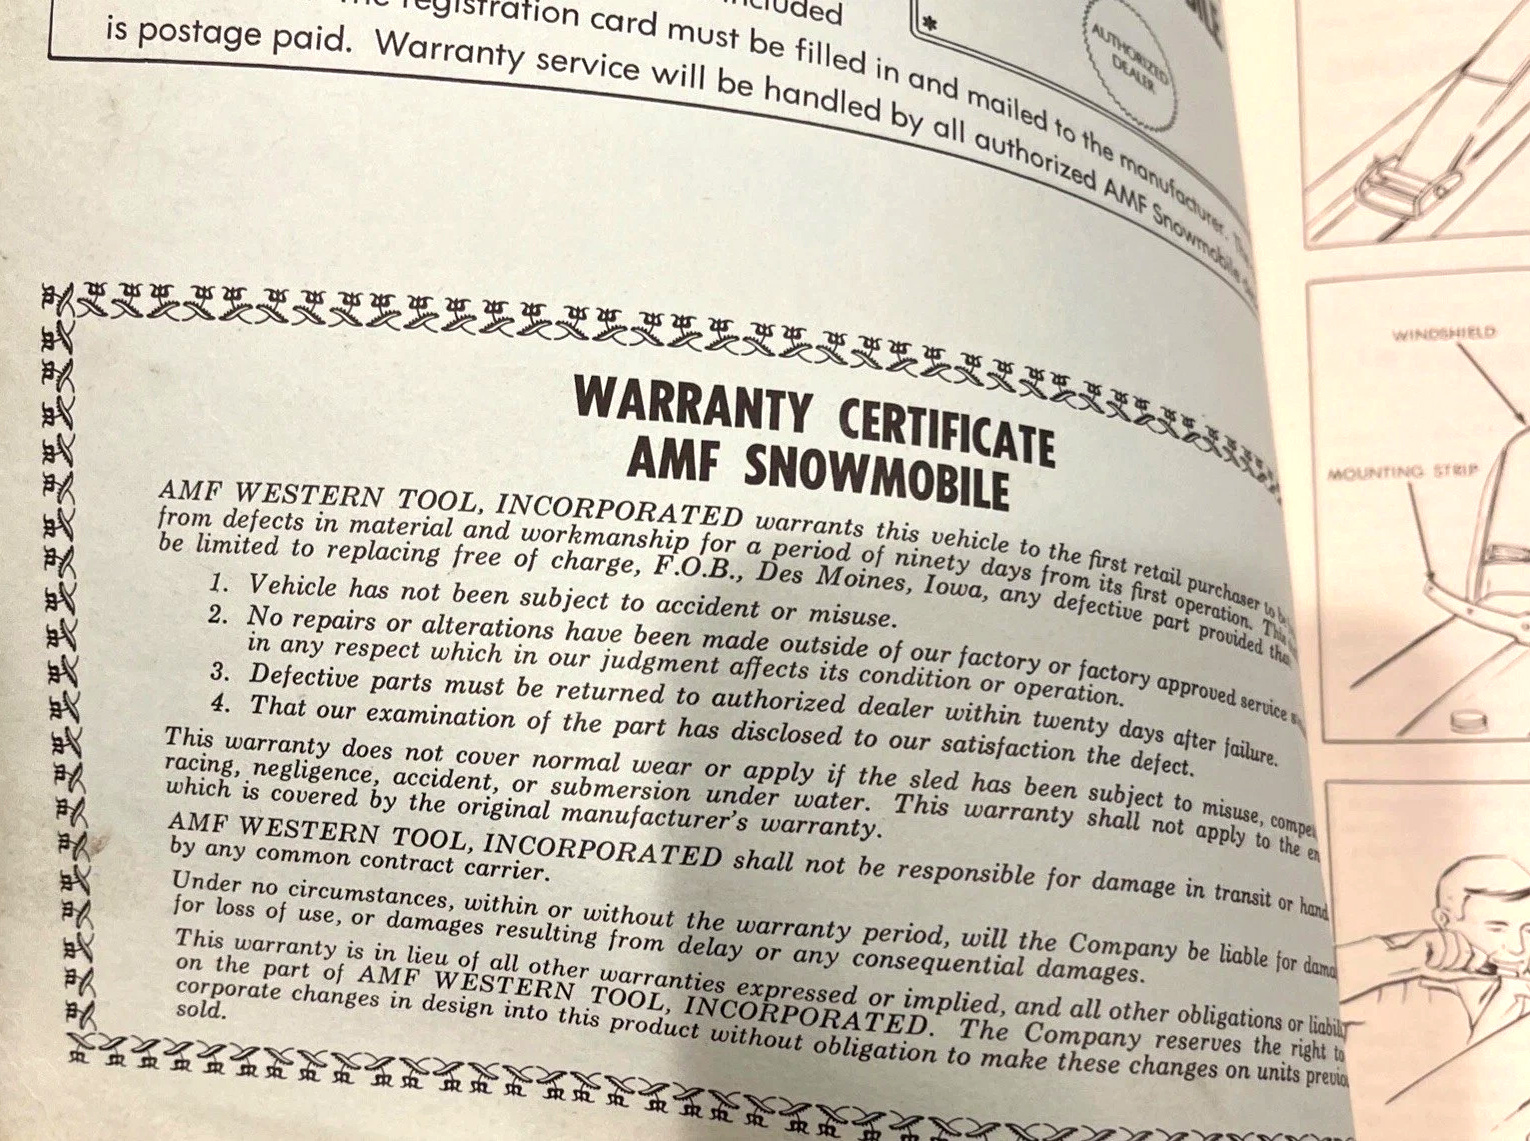 included
registration card must be filled in and mailed to the manufacturer.
is postage paid. Warranty service will be handled by all authorized AMF Snowmobile
*
AUTHORIZED
DEALER
WARRANTY CERTIFICATE
AMF SNOWMOBILE
AMF WESTERN TOOL, INCORPORATED warrants this vehicle to the first retail purchaser to be
from defects in material and workmanship for a period of ninety days from its first operation. This
be limited to replacing free of charge, F.O.B., Des Moines, Iowa, any defective part provided that
1. Vehicle has not been subject to accident or misuse.
2. No repairs or alterations have been made outside of our factory or factory approved service
in any respect which in our judgment affects its condition or operation.
3. Defective parts must be returned to authorized dealer within twenty days after failure.
4. That our examination of the part has disclosed to our satisfaction the defect.
This warranty does not cover normal wear or apply if the sled has been subject to misuse,
racing, negligence, accident, or submersion under water. This warranty shall not apply to the
which is covered by the original manufacturer's warranty.
AMF WESTERN TOOL, INCORPORATED shall not be responsible for damage in transit or
by any common contract carrier.
Under no circumstances, within or without the warranty period, will the Company be liable for
for loss of use, or damages resulting from delay or any consequential damages.
This warranty is in lieu of all other warranties expressed or implied, and all other obligations or
on the part of AMF WESTERN TOOL, INCORPORATED. The Company reserves the right to
corporate changes in design into this product without obligation to make these changes on units
sold.
WINDSHIELD
MOUNTING STRIP